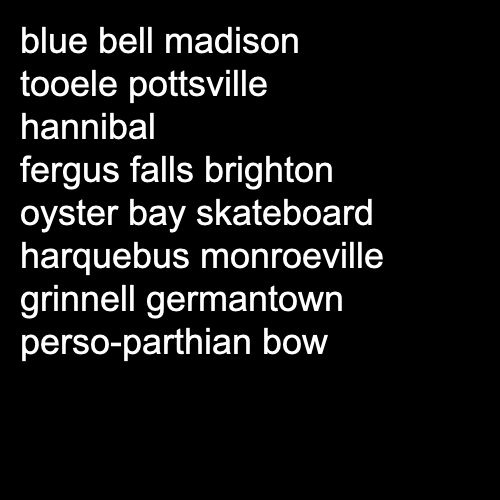 blue bell madison
tooele pottsville
hannibal
fergus falls brighton
oyster bay skateboard
harquebus monroeville
grinnell germantown
perso-parthian bow